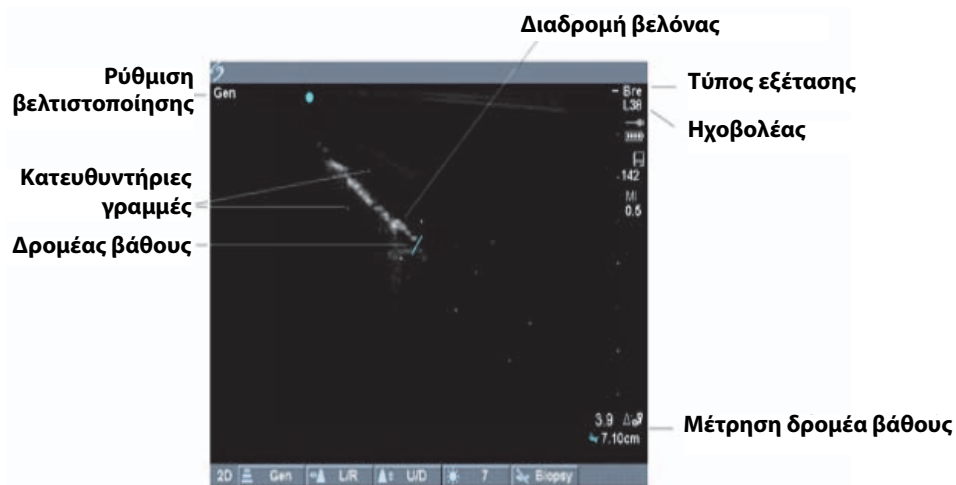 Διαδρομή βελόνας
Ρύθμιση
βελτιστοποίησης
Τύπος εξέτασης
Ηχοβολέας
Κατευθυντήριες
γραμμές
Δρομέας βάθους
Μέτρηση δρομέα βάθους
Gen
Bre
L38
142
MI
0.5
3.9
7.10cm
2D Gen L/R U/D 7 Biopsy